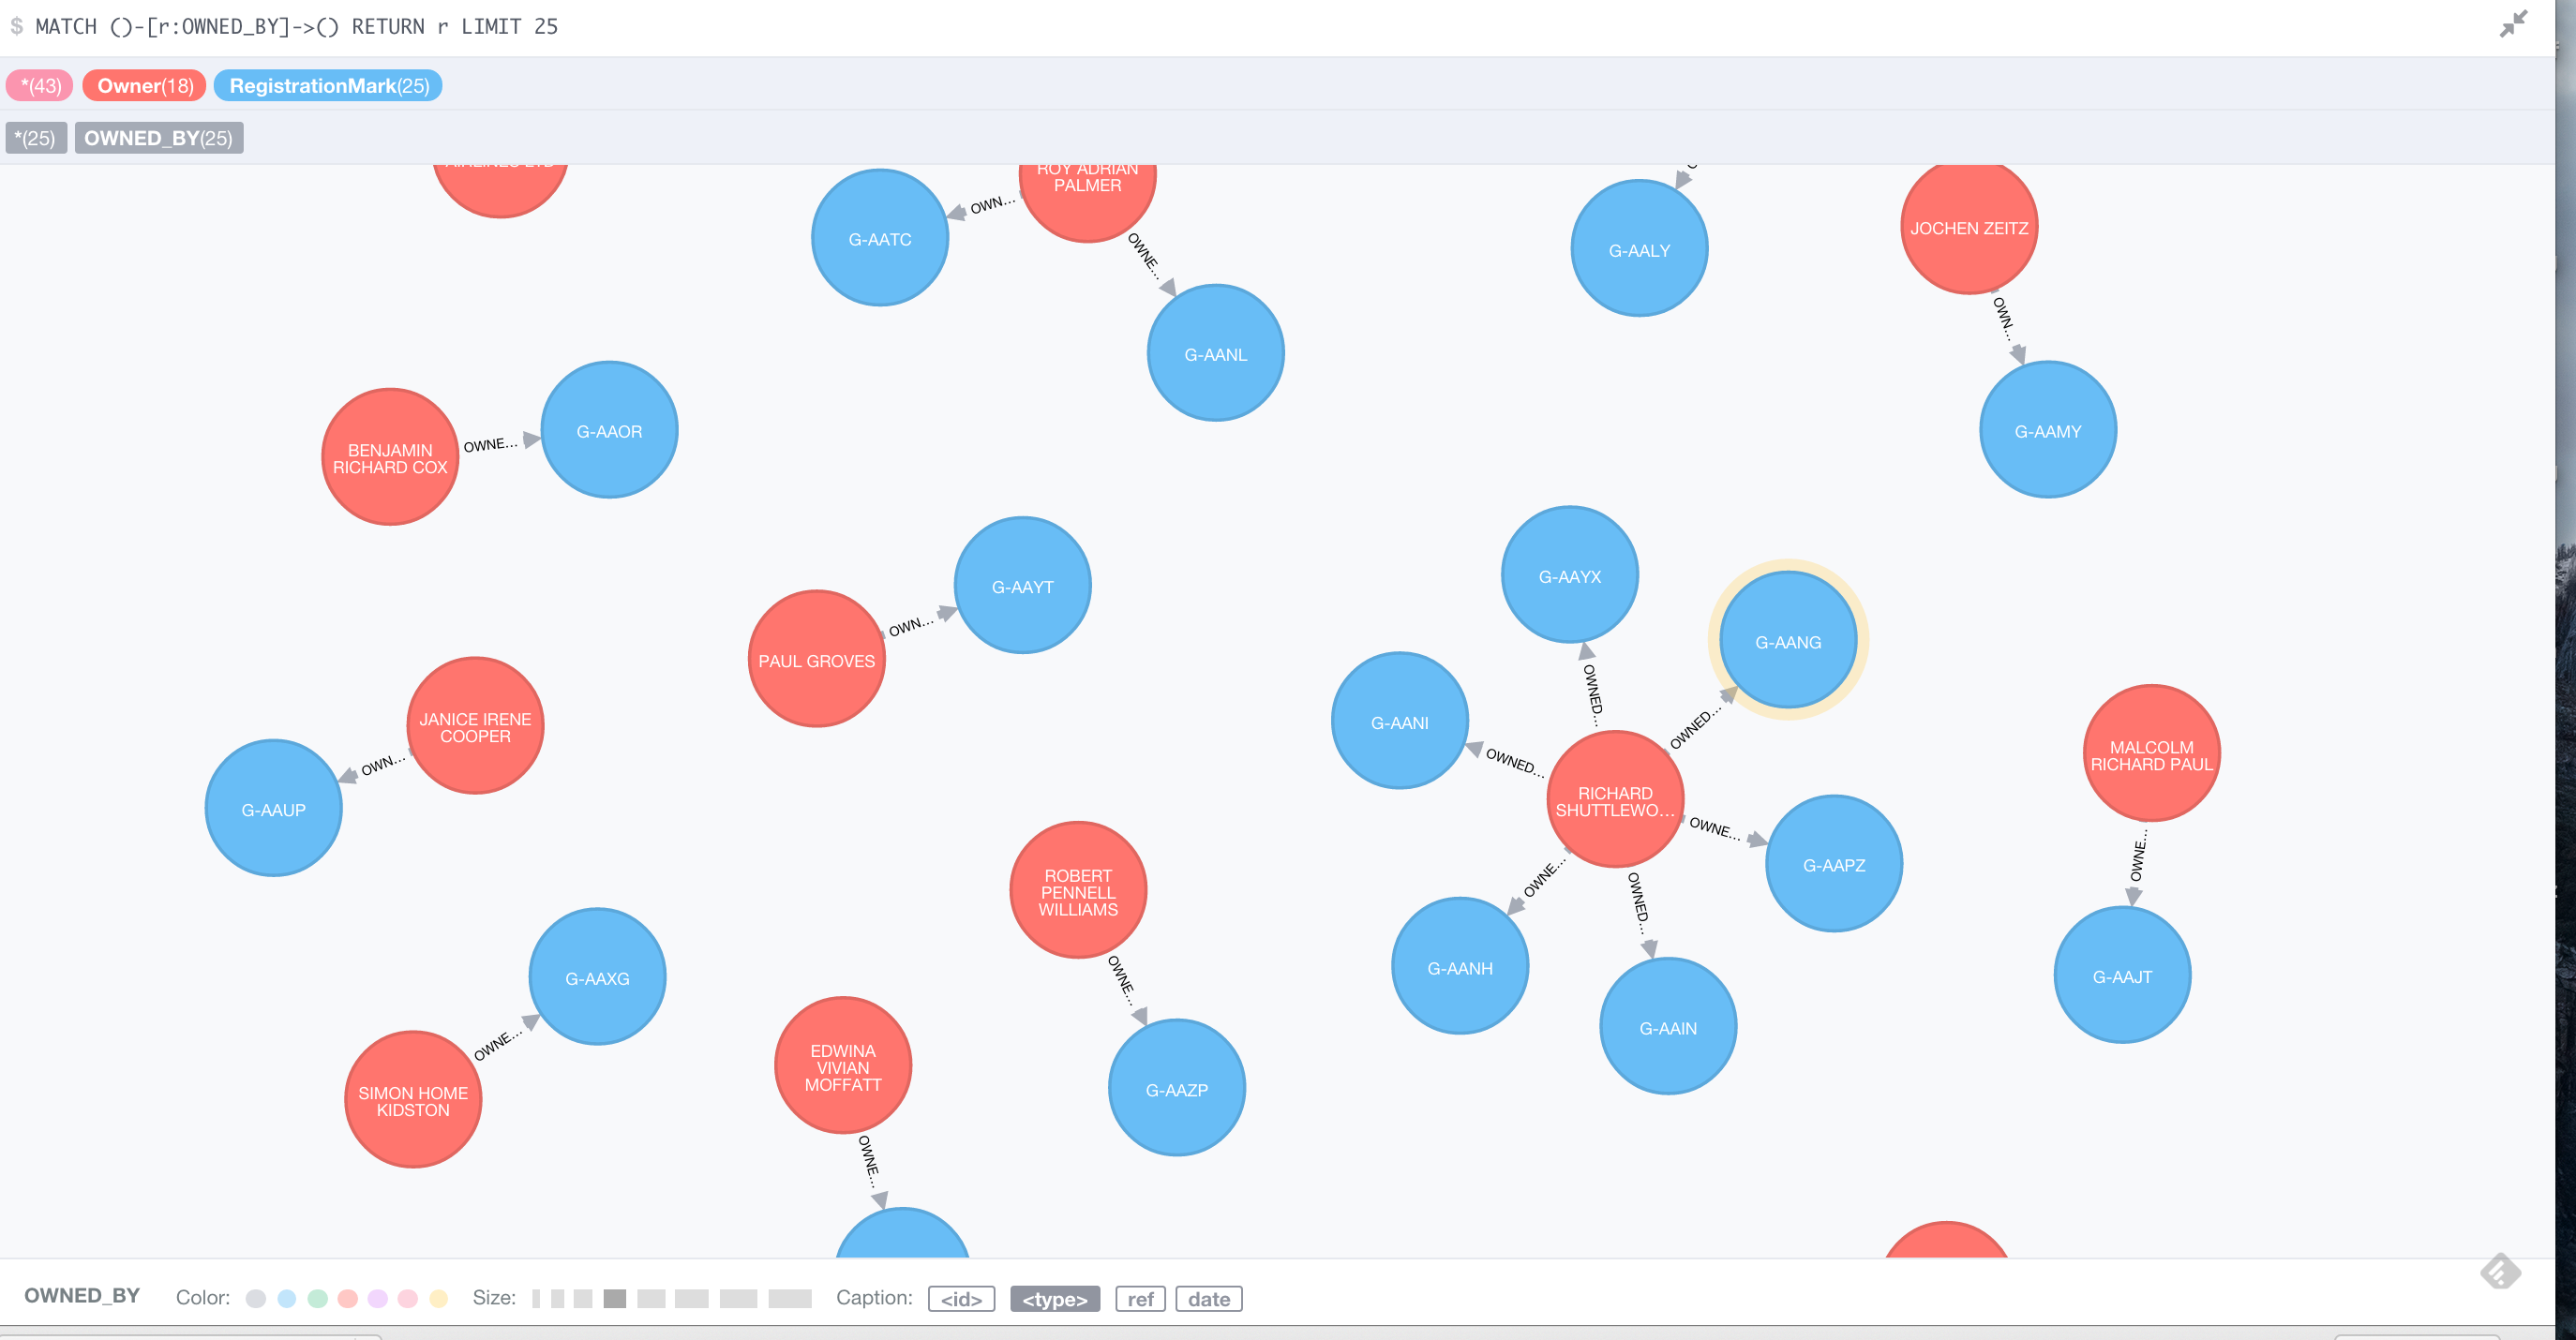 $ MATCH ()-[r:OWNED_BY]->() RETURN r LIMIT 25
*(43) Owner(18) RegistrationMark(25)
*(25) OWNED_BY(25)
ROY ADRIAN
PALMER
OWN...
G-AATC
OWNE...
G-AANL
G-AALY
JOCHEN ZEITZ
OWN...
G-AAMY
BENJAMIN
RICHARD COX
OWNE...
G-AAOR
PAUL GROVES
OWN...
G-AAYT
G-AAYX
G-AANG
G-AANI
OWNED...
OWNED...
OWNED...
RICHARD
SHUTTLEWO...
OWNE...
G-AAPZ
OWNE...
G-AANH
OWNED...
G-AAIN
MALCOLM
RICHARD PAUL
OWNE...
G-AAJT
JANICE IRENE
COOPER
OWN...
G-AAUP
ROBERT
PENNELL
WILLIAMS
OWNE...
G-AAZP
G-AAXG
OWNE...
SIMON HOME
KIDSTON
EDWINA
VIVIAN
MOFFATT
OWNE...
OWNED_BY Color: Size: Caption: <id> <type> ref date